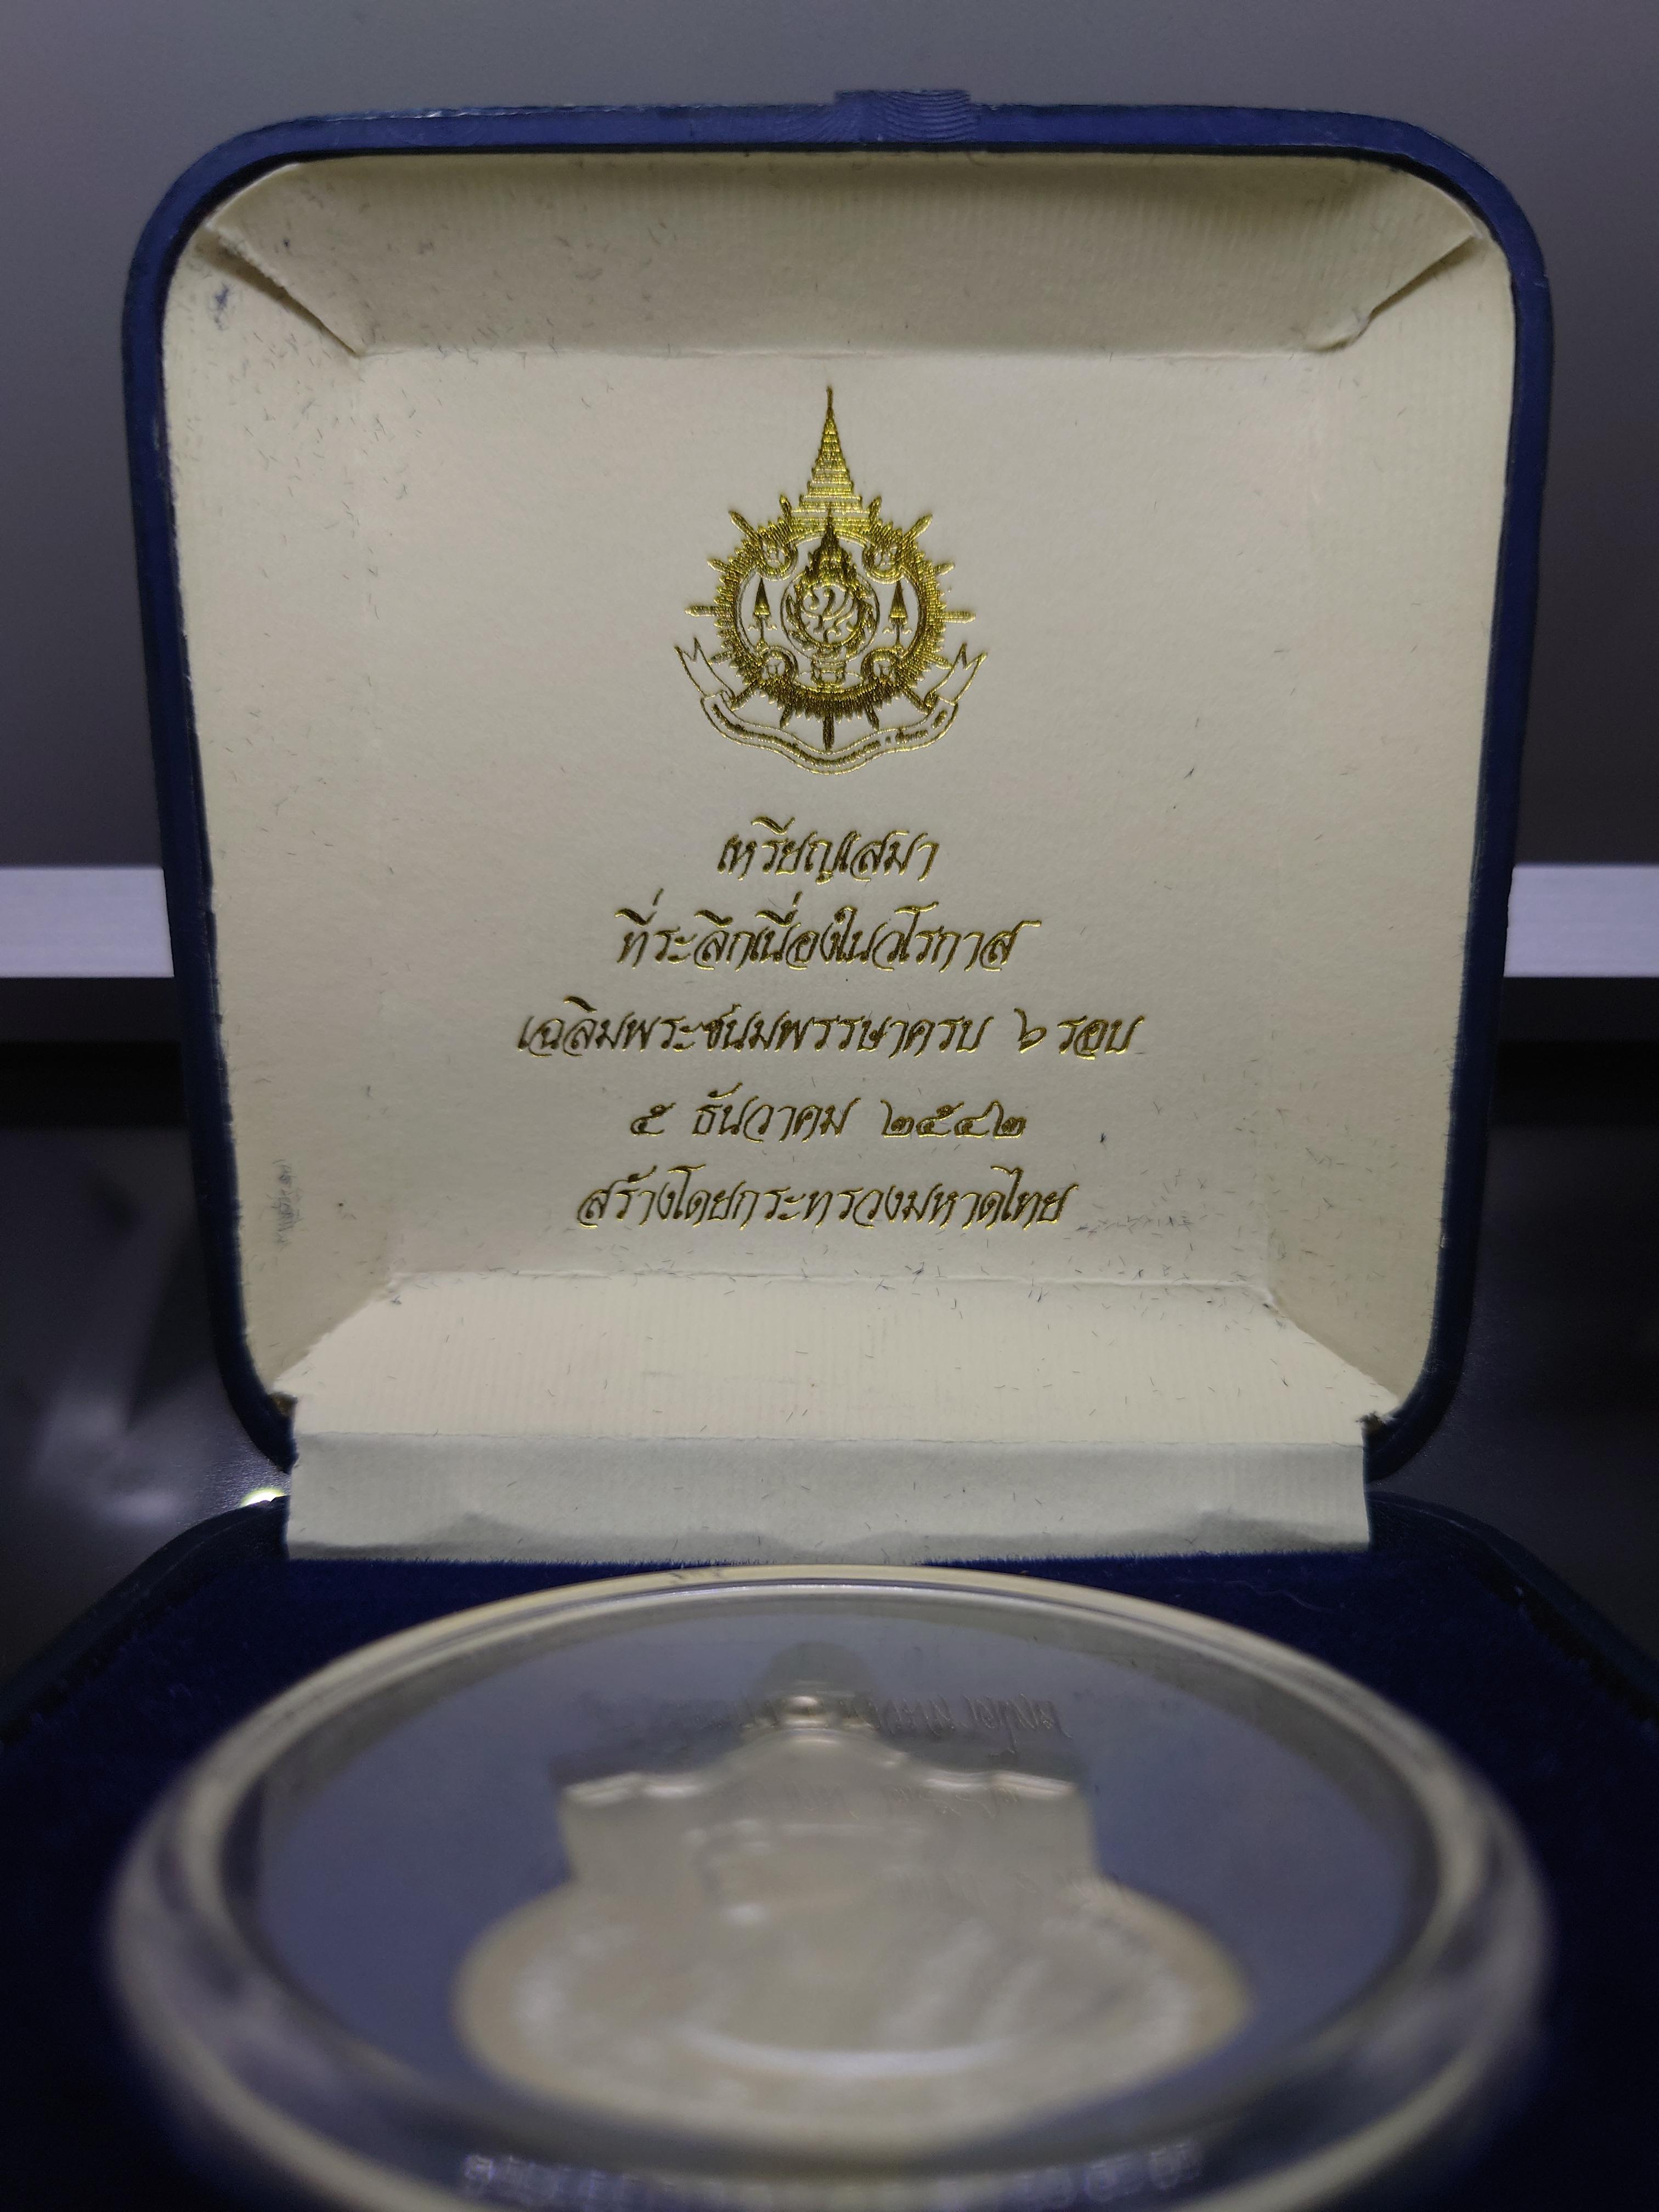 เหรียญเสมา
ที่ระลึกเนื่องในวโรกาส
เฉลิมพระชนมพรรษาครบ ๖ รอบ
๕ ธันวาคม ๒๕๔๒
สร้างโดยกระทรวงมหาดไทย